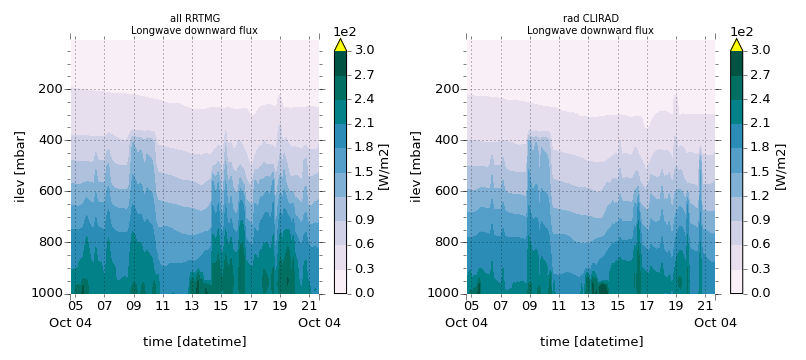 all RRTMG
Longwave downward flux
1e2
3.0
2.7
2.4
2.1
1.8
1.5
1.2
0.9
0.6
0.3
0.0
[W/m2]
ilev [mbar]
200
400
600
800
1000
05 07 09 11 13 15 17 19 21
Oct 04 Oct 04
time [datetime]
rad CLIRAD
Longwave downward flux
1e2
3.0
2.7
2.4
2.1
1.8
1.5
1.2
0.9
0.6
0.3
0.0
[W/m2]
ilev [mbar]
200
400
600
800
1000
05 07 09 11 13 15 17 19 21
Oct 04 Oct 04
time [datetime]